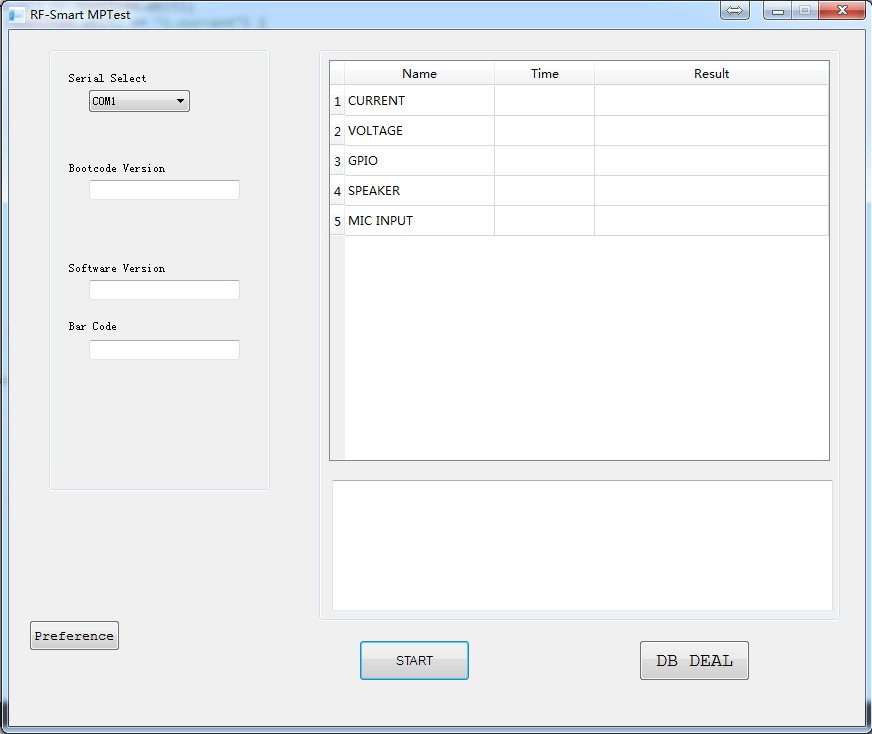 RF-Smart MPTest
Serial Select
COM1
Bootcode Version
Software Version
Bar Code
Name Time Result
1 CURRENT
2 VOLTAGE
3 GPIO
4 SPEAKER
5 MIC INPUT
Preference
START
DB DEAL